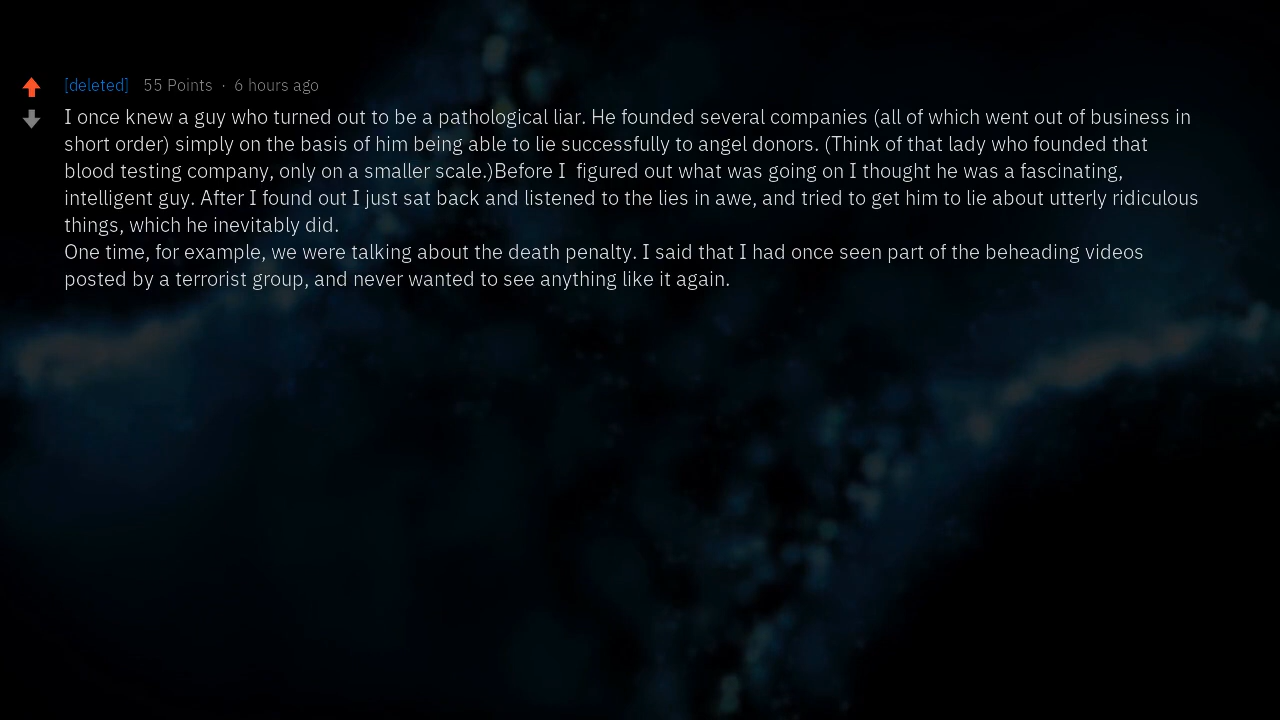 [deleted] 55 Points · 6 hours ago
I once knew a guy who turned out to be a pathological liar. He founded several companies (all of which went out of business in
short order) simply on the basis of him being able to lie successfully to angel donors. (Think of that lady who founded that
blood testing company, only on a smaller scale.)Before I  figured out what was going on I thought he was a fascinating,
intelligent guy. After I found out I just sat back and listened to the lies in awe, and tried to get him to lie about utterly ridiculous
things, which he inevitably did.
One time, for example, we were talking about the death penalty. I said that I had once seen part of the beheading videos
posted by a terrorist group, and never wanted to see anything like it again.